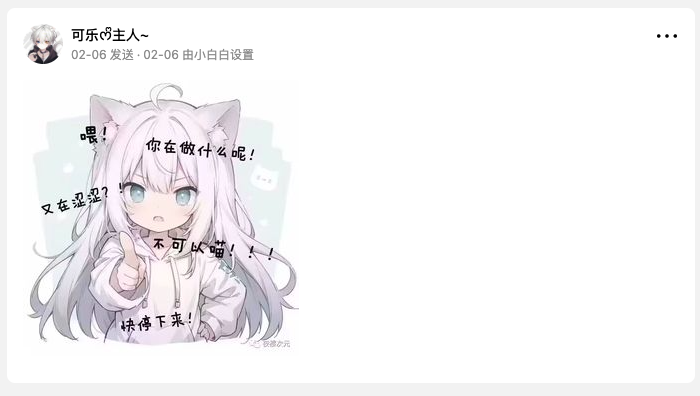 可乐ෆ主人~
02-06 发送 · 02-06 由小白白设置
喂！
你在做什么呢！
又在涩涩？！
不可以喵！！！
快停下来！